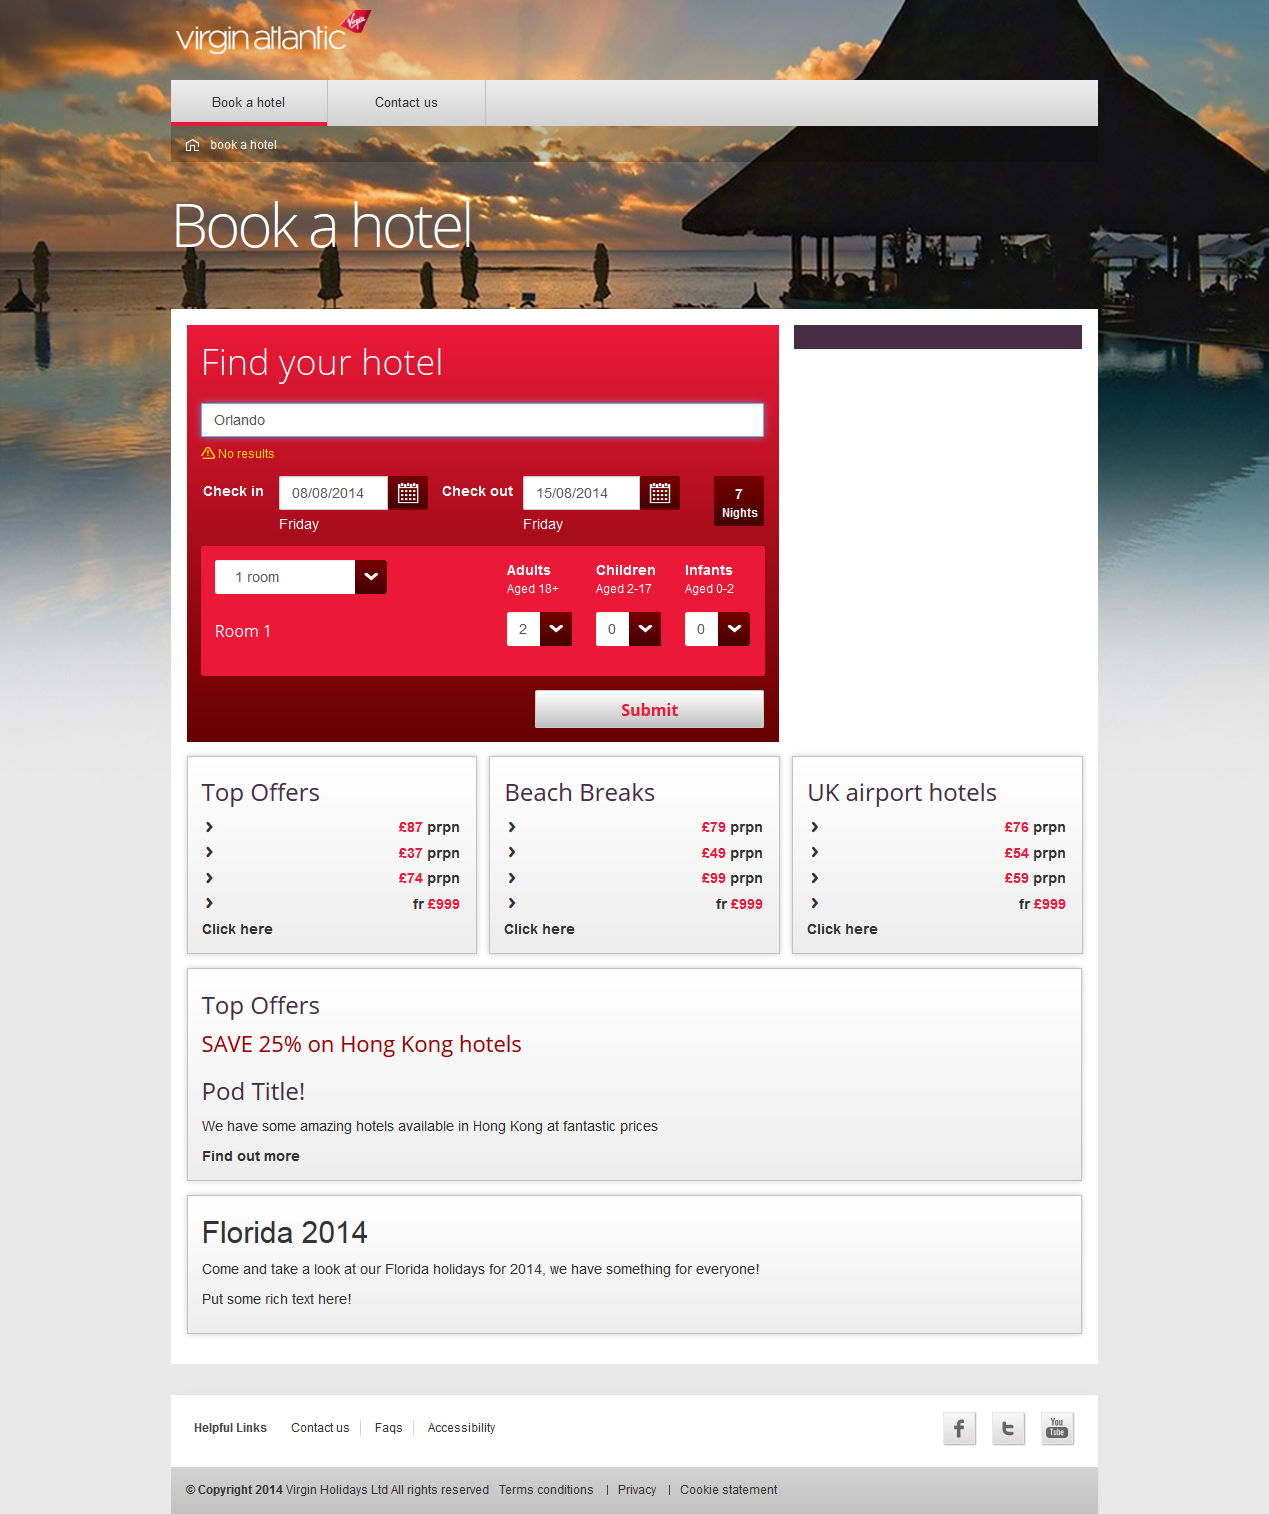 virgin atlantic
Virgin
Book a hotel
Contact us
book a hotel
Book a hotel
Find your hotel
Orlando
No results
Check in
08/08/2014
Check out
15/08/2014
7
Nights
Friday
Friday
1 room
Adults
Children
Infants
Aged 18+
Aged 2-17
Aged 0-2
Room 1
2
0
0
Submit
Top Offers
£87 prpn
£37 prpn
£74 prpn
fr £999
Click here
Beach Breaks
£79 prpn
£49 prpn
£99 prpn
fr £999
Click here
UK airport hotels
£76 prpn
£54 prpn
£59 prpn
fr £999
Click here
Top Offers
SAVE 25% on Hong Kong hotels
Pod Title!
We have some amazing hotels available in Hong Kong at fantastic prices
Find out more
Florida 2014
Come and take a look at our Florida holidays for 2014, we have something for everyone!
Put some rich text here!
Helpful Links
Contact us
Faqs
Accessibility
You
Tube
© Copyright 2014 Virgin Holidays Ltd All rights reserved Terms conditions | Privacy | Cookie statement